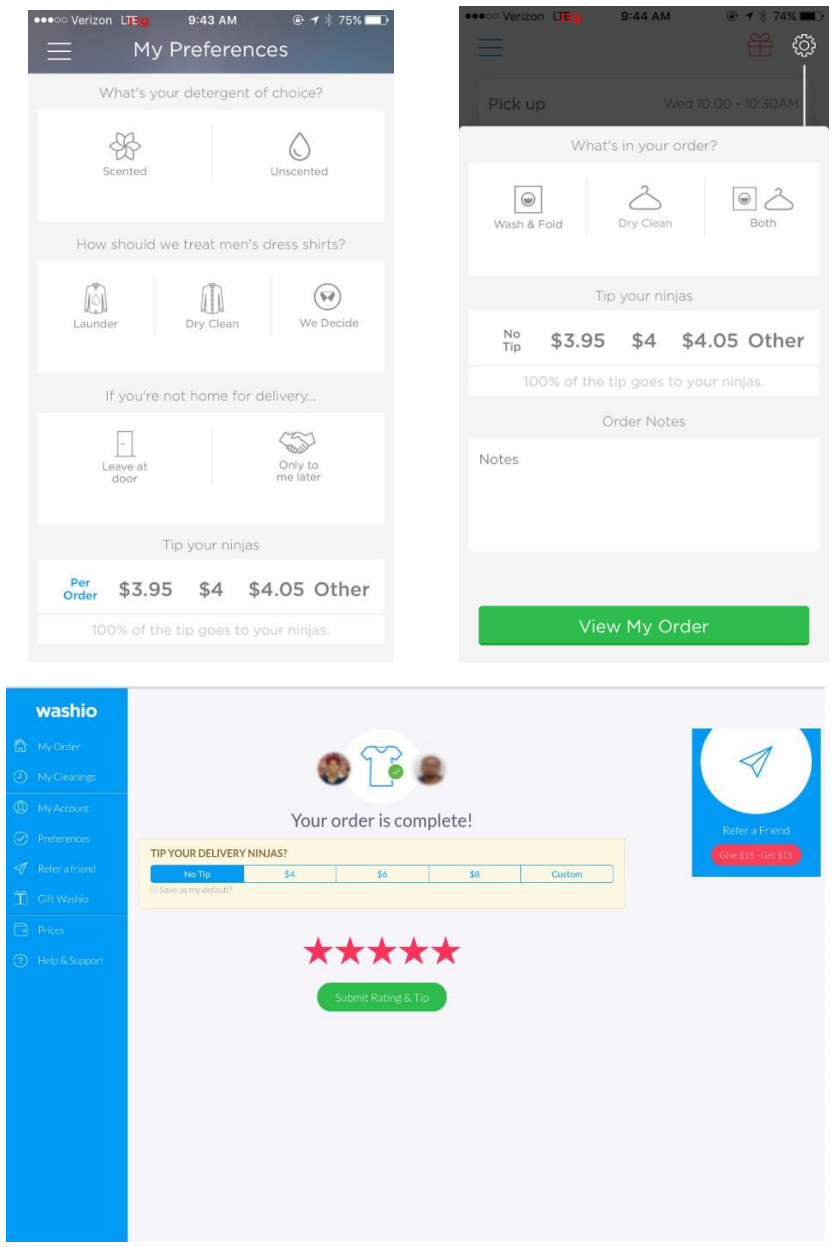 Verizon LTE 9:43 AM 75%
My Preferences
What's your detergent of choice?
Scented Unscented
How should we treat men's dress shirts?
Launder Dry Clean We Decide
If you're not home for delivery...
Leave at Only to
door me later
Tip your ninjas
Per
Order $3.95 $4 $4.05 Other
100% of the tip goes to your ninjas.
Verizon LTE 9:44 AM 74%
Pick up Wed 10:00 - 10:30AM
What's in your order?
Wash & Fold Dry Clean Both
Tip your ninjas
No
Tip $3.95 $4 $4.05 Other
100% of the tip goes to your ninjas.
Order Notes
Notes
View My Order
washio
My Order
My Cleanings
My Account
Preferences
Refer a friend
Gift Washio
Prices
Help & Support
Your order is complete!
TIP YOUR DELIVERY NINJAS?
No Tip $4 $6 $8 Custom
Save as my default?
Submit Rating & Tip
Refer a Friend
Give $15 - Get $15